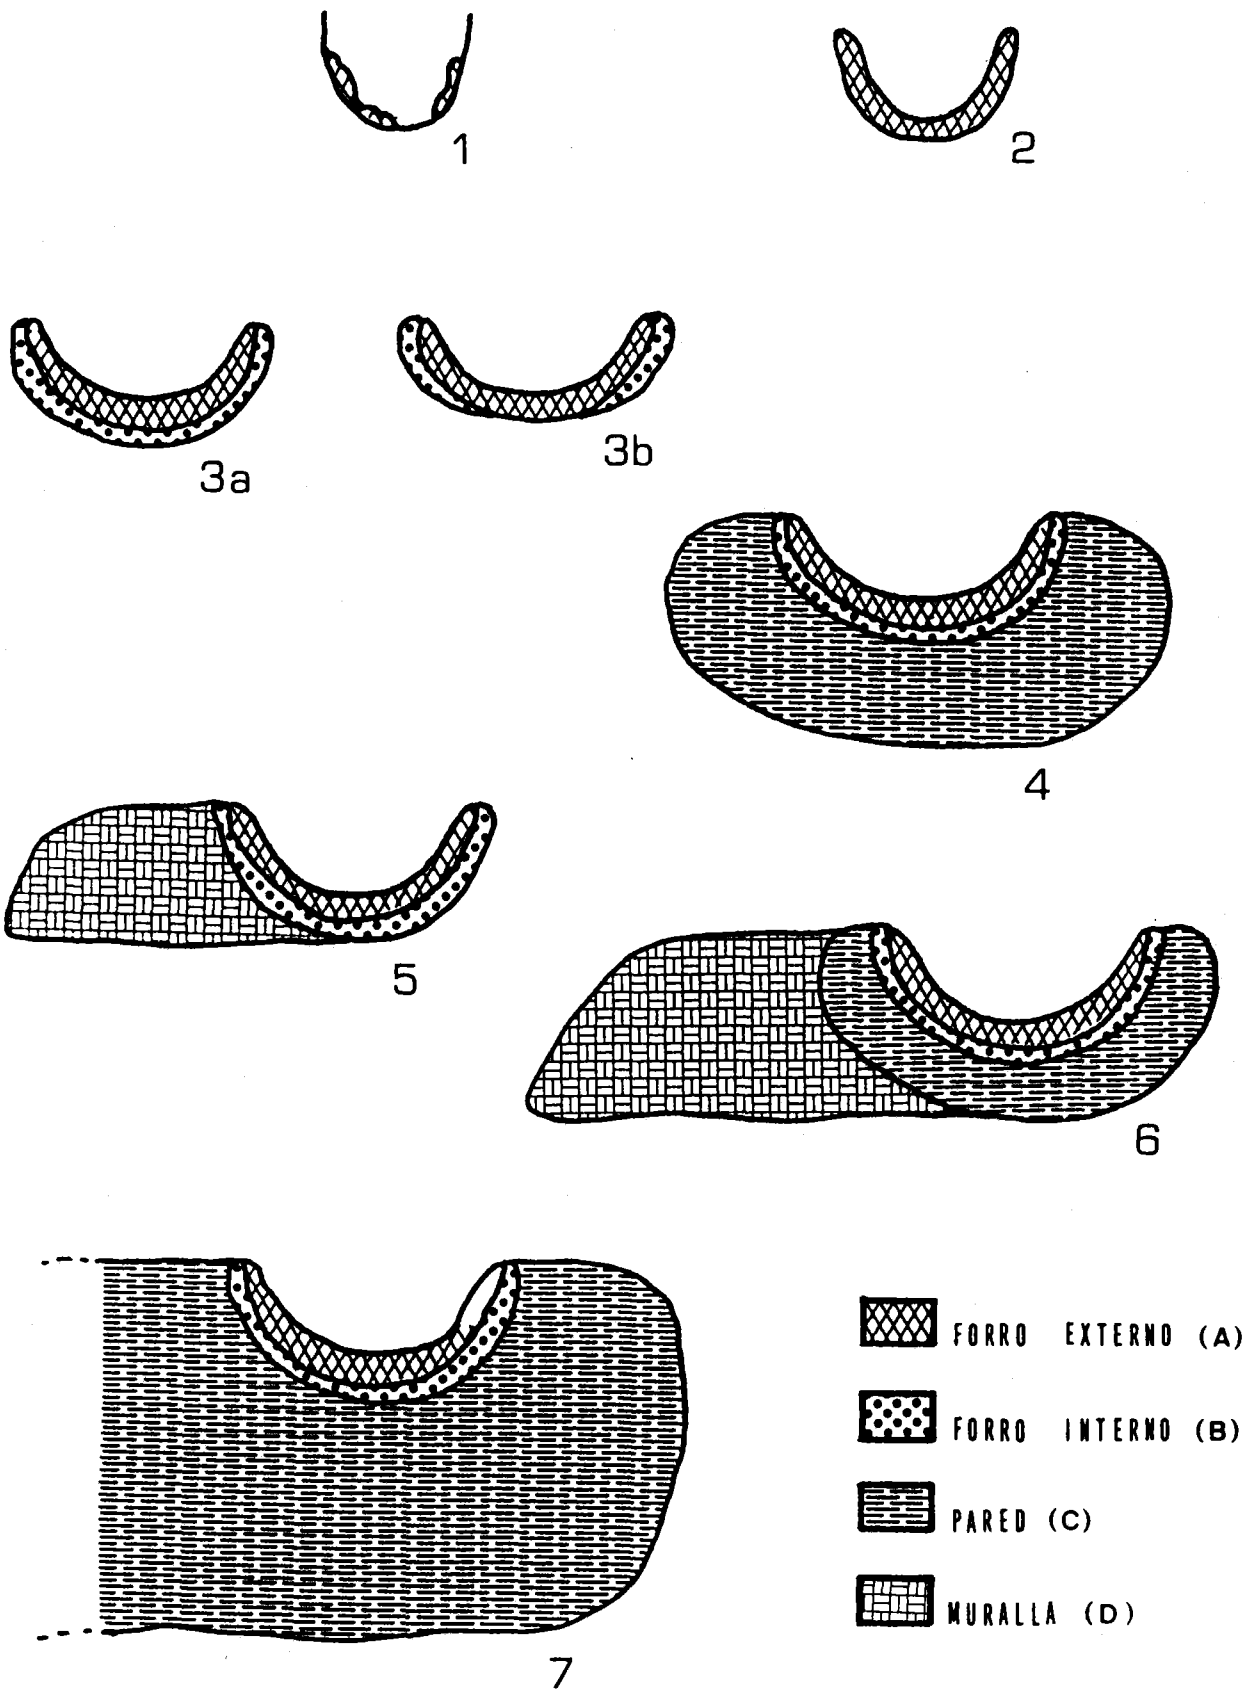 1
2
3a
3b
4
5
6
7
FORRO EXTERNO (A)
FORRO INTERNO (B)
PARED (C)
MURALLA (D)